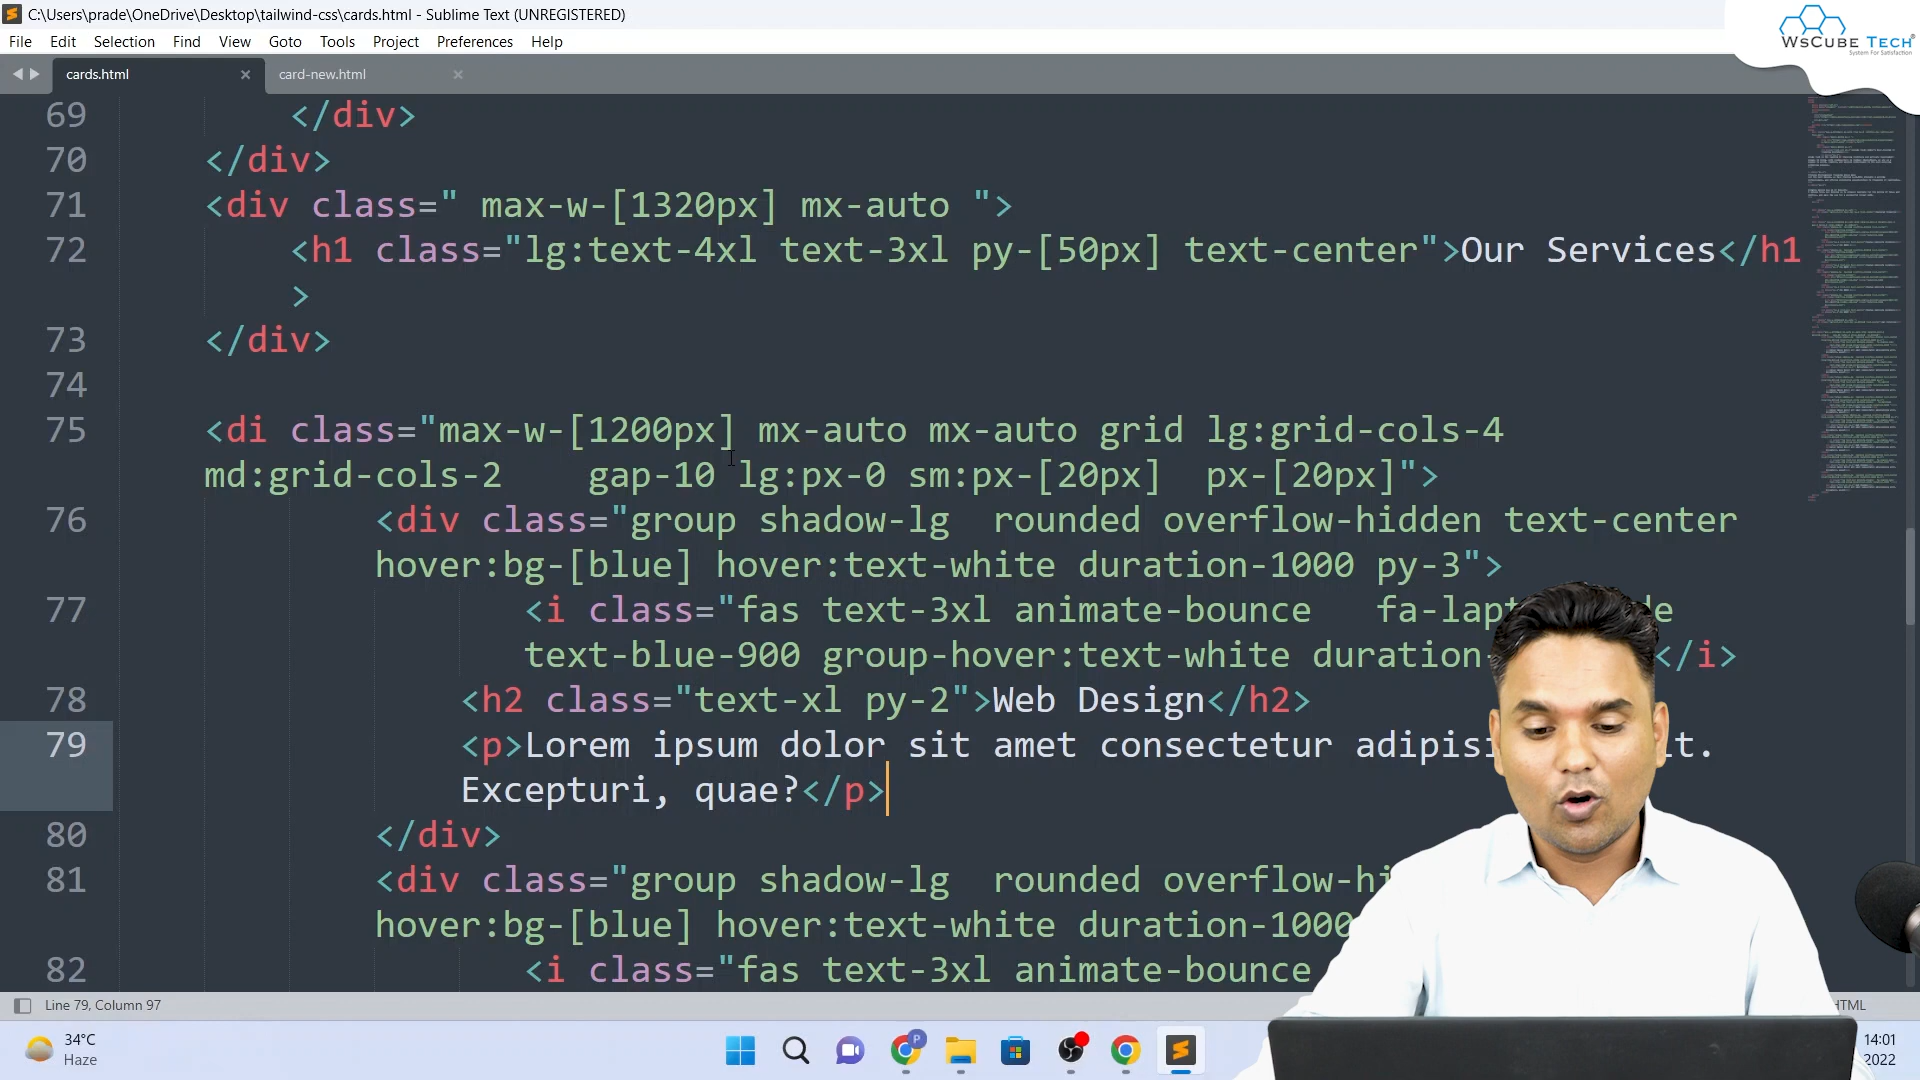 C:\Users\prade\OneDrive\Desktop\tailwind-css\cards.html - Sublime Text (UNREGISTERED)
File Edit Selection Find View Goto Tools Project Preferences Help
WsCube Tech®
System For Satisfaction
cards.html × card-new.html ×
69 </div>
70 </div>
71 <div class=" max-w-[1320px] mx-auto ">
72 <h1 class="lg:text-4xl text-3xl py-[50px] text-center">Our Services</h1
>
73 </div>
74
75 <di class="max-w-[1200px] mx-auto mx-auto grid lg:grid-cols-4
md:grid-cols-2 gap-10 lg:px-0 sm:px-[20px] px-[20px]">
76 <div class="group shadow-lg rounded overflow-hidden text-center
hover:bg-[blue] hover:text-white duration-1000 py-3">
77 <i class="fas text-3xl animate-bounce
text-blue-900 group-hover:text-white </i>
78 <h2 class="text-xl py-2">Web Design</h2>
79 <p>Lorem ipsum dolor sit amet consectetur
Excepturi, quae?</p>
80 </div>
81 <div class="group shadow-lg rounded
hover:bg-[blue] hover:text-white duration-1000
82 <i class="fas text-3xl animate-bounce
Line 79, Column 97
HTML
34°C
Haze
P
14:01
2022